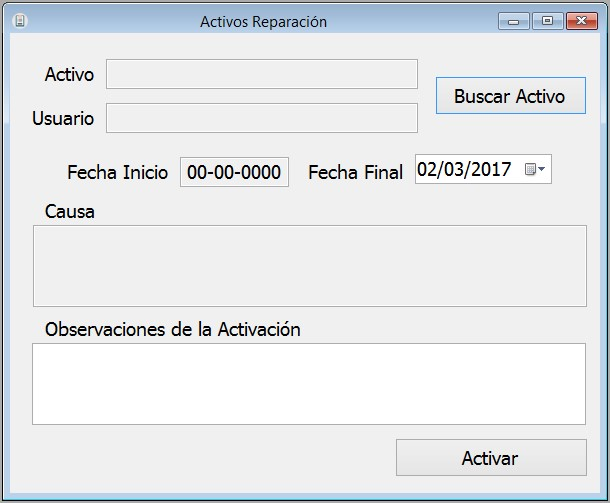 Activos Reparación
Activo
Buscar Activo
Usuario
Fecha Inicio 00-00-0000 Fecha Final 02/03/2017
Causa
Observaciones de la Activación
Activar